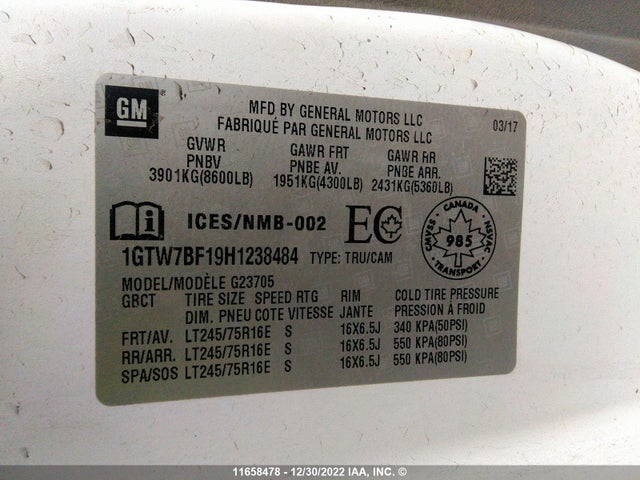 GM
MFD BY GENERAL MOTORS LLC
FABRIQUÉ PAR GENERAL MOTORS LLC
03/17
GVWR GAWR FRT GAWR RR
PNBV PNBE AV. PNBE ARR.
3901KG(8600LB) 1951KG(4300LB) 2431KG(5360LB)
i ICES/NMB-002 EC
CANADA
CMVSS 985 NSVAC
TRANSPORT
1GTW7BF19H1238484 TYPE: TRU/CAM
MODEL/MODÈLE G23705
GRCT TIRE SIZE SPEED RTG RIM COLD TIRE PRESSURE
DIM. PNEU COTE VITESSE JANTE PRESSION À FROID
FRT/AV. LT245/75R16E S 16X6.5J 340 KPA(50PSI)
RR/ARR. LT245/75R16E S 16X6.5J 550 KPA(80PSI)
SPA/SOS LT245/75R16E S 16X6.5J 550 KPA(80PSI)
11658478 - 12/30/2022 IAA, INC. ©